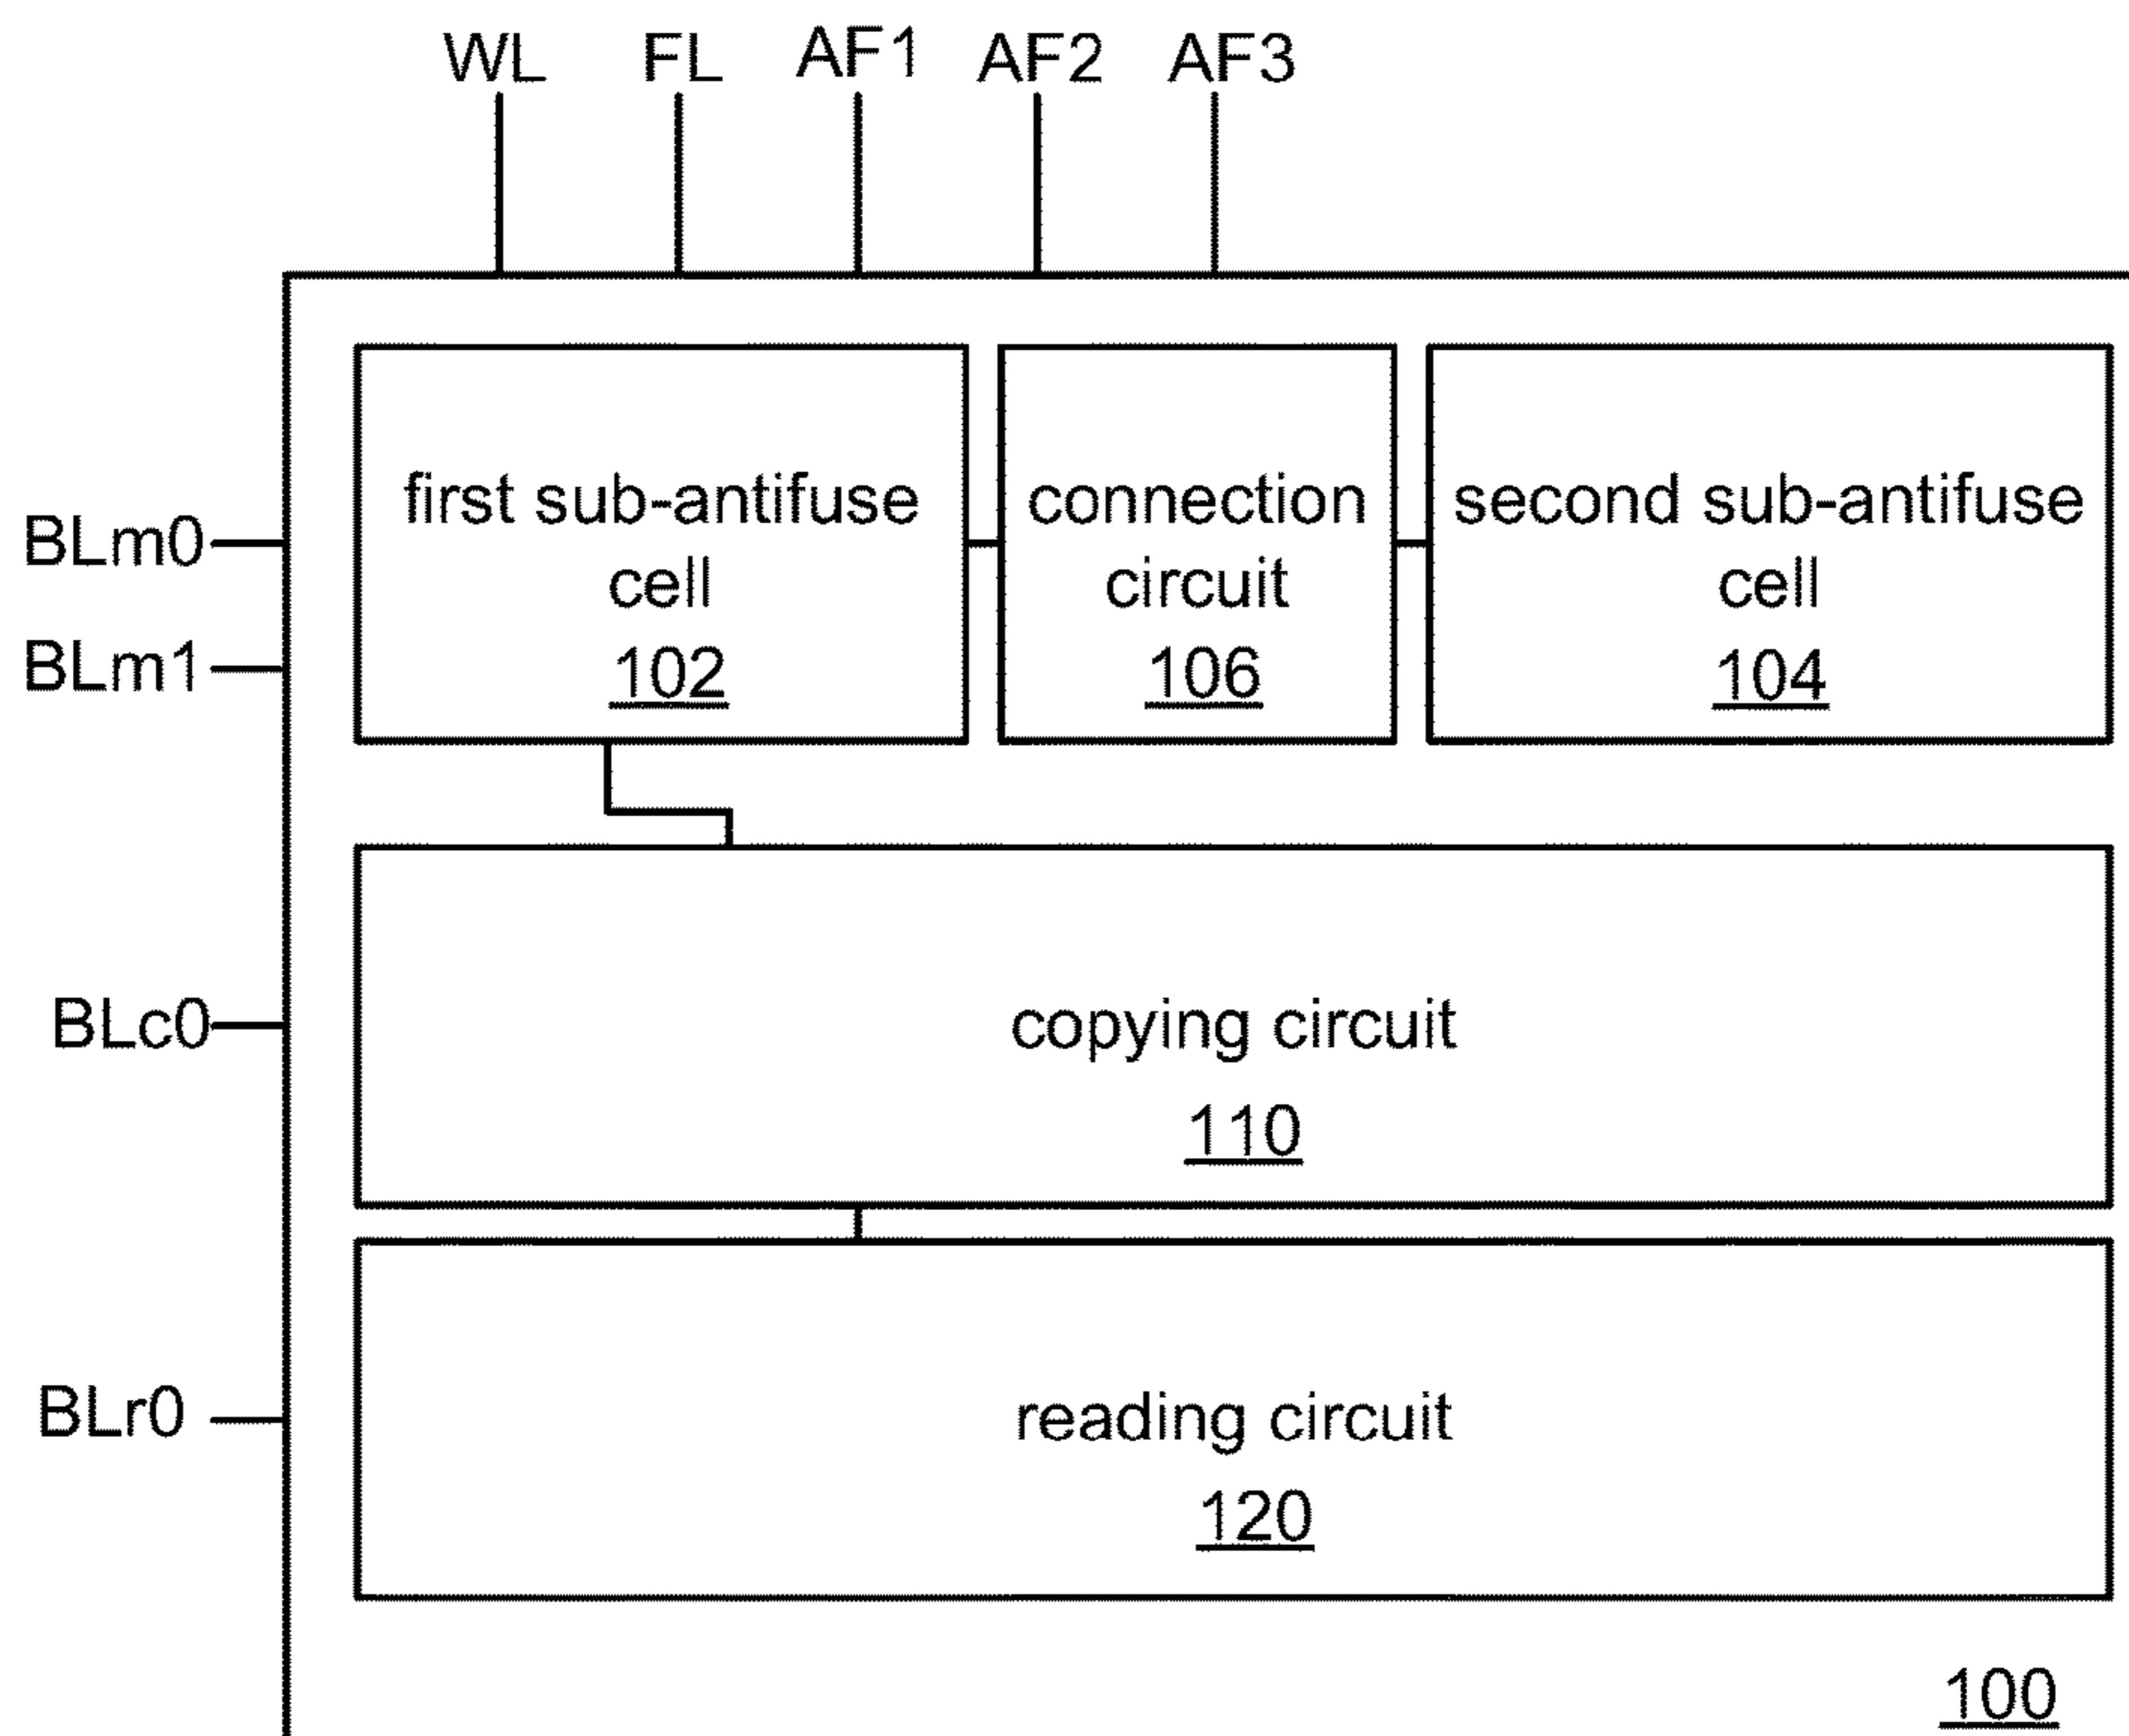 WL FL AF1 AF2 AF3
first sub-antifuse
cell
102
connection
circuit
106
second sub-antifuse
cell
104
BLm0
BLm1
BLc0
copying circuit
110
BLr0
reading circuit
120
100